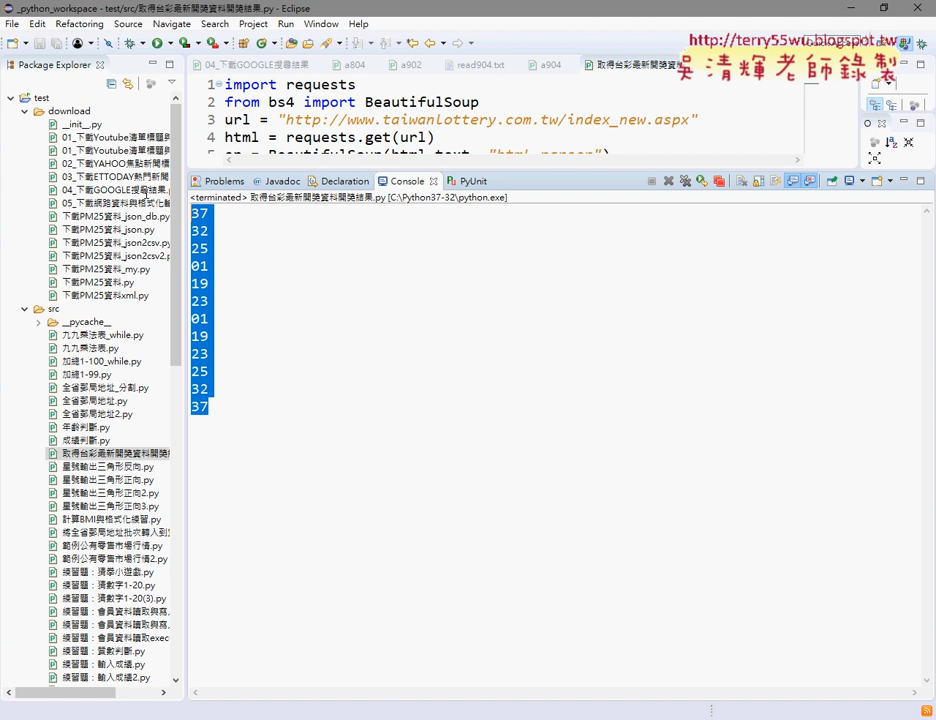 _python_workspace - test/src/取得台彩最新開獎資料開獎結果.py - Eclipse
File Edit Refactoring Source Navigate Search Project Run Window Help
http://terry55wu.blogspot.tw
吳清輝老師錄製
Package Explorer
04_下載GOOGLE搜尋結果
a804
a902
read904.txt
a904
取得台彩最新開獎資
test
download
__init__.py
01_下載Youtube清單標題與
01_下載Youtube清單標題與
02_下載YAHOO焦點新聞標
03_下載ETTODAY熱門新聞
04_下載GOOGLE搜尋結果.p
05_下載網路資料與格式化輸
下載PM25資料_json_db.py
下載PM25資料_json.py
下載PM25資料_json2csv.py
下載PM25資料_json2csv2.p
下載PM25資料_my.py
下載PM25資料.py
下載PM25資料xml.py
src
__pycache__
九九乘法表_while.py
九九乘法表.py
加總1-100_while.py
加總1-99.py
全省郵局地址_分割.py
全省郵局地址.py
全省郵局地址2.py
年齡判斷.py
成績判斷.py
取得台彩最新開獎資料開獎結
星號輸出三角形反向.py
星號輸出三角形正向.py
星號輸出三角形正向2.py
星號輸出三角形正向3.py
計算BMI與格式化練習.py
將全省郵局地址批次轉入到
範例公有零售市場行情.py
範例公有零售市場行情2.py
練習題：猜拳小遊戲.py
練習題：猜數字1-20.py
練習題：猜數字1-20(3).py
練習題：會員資料讀取與寫.
練習題：會員資料讀取與寫.
練習題：會員資料讀取exec
練習題：質數判斷.py
練習題：輸入成績.py
練習題：輸入成績2.py
1 import requests
2 from bs4 import BeautifulSoup
3 url = "http://www.taiwanlottery.com.tw/index_new.aspx"
4 html = requests.get(url)
5 sp = BeautifulSoup(html.text, "html.parser")
Problems Javadoc Declaration Console PyUnit
<terminated> 取得台彩最新開獎資料開獎結果.py [C:\Python37-32\python.exe]
37
32
25
01
19
23
01
19
23
25
32
37